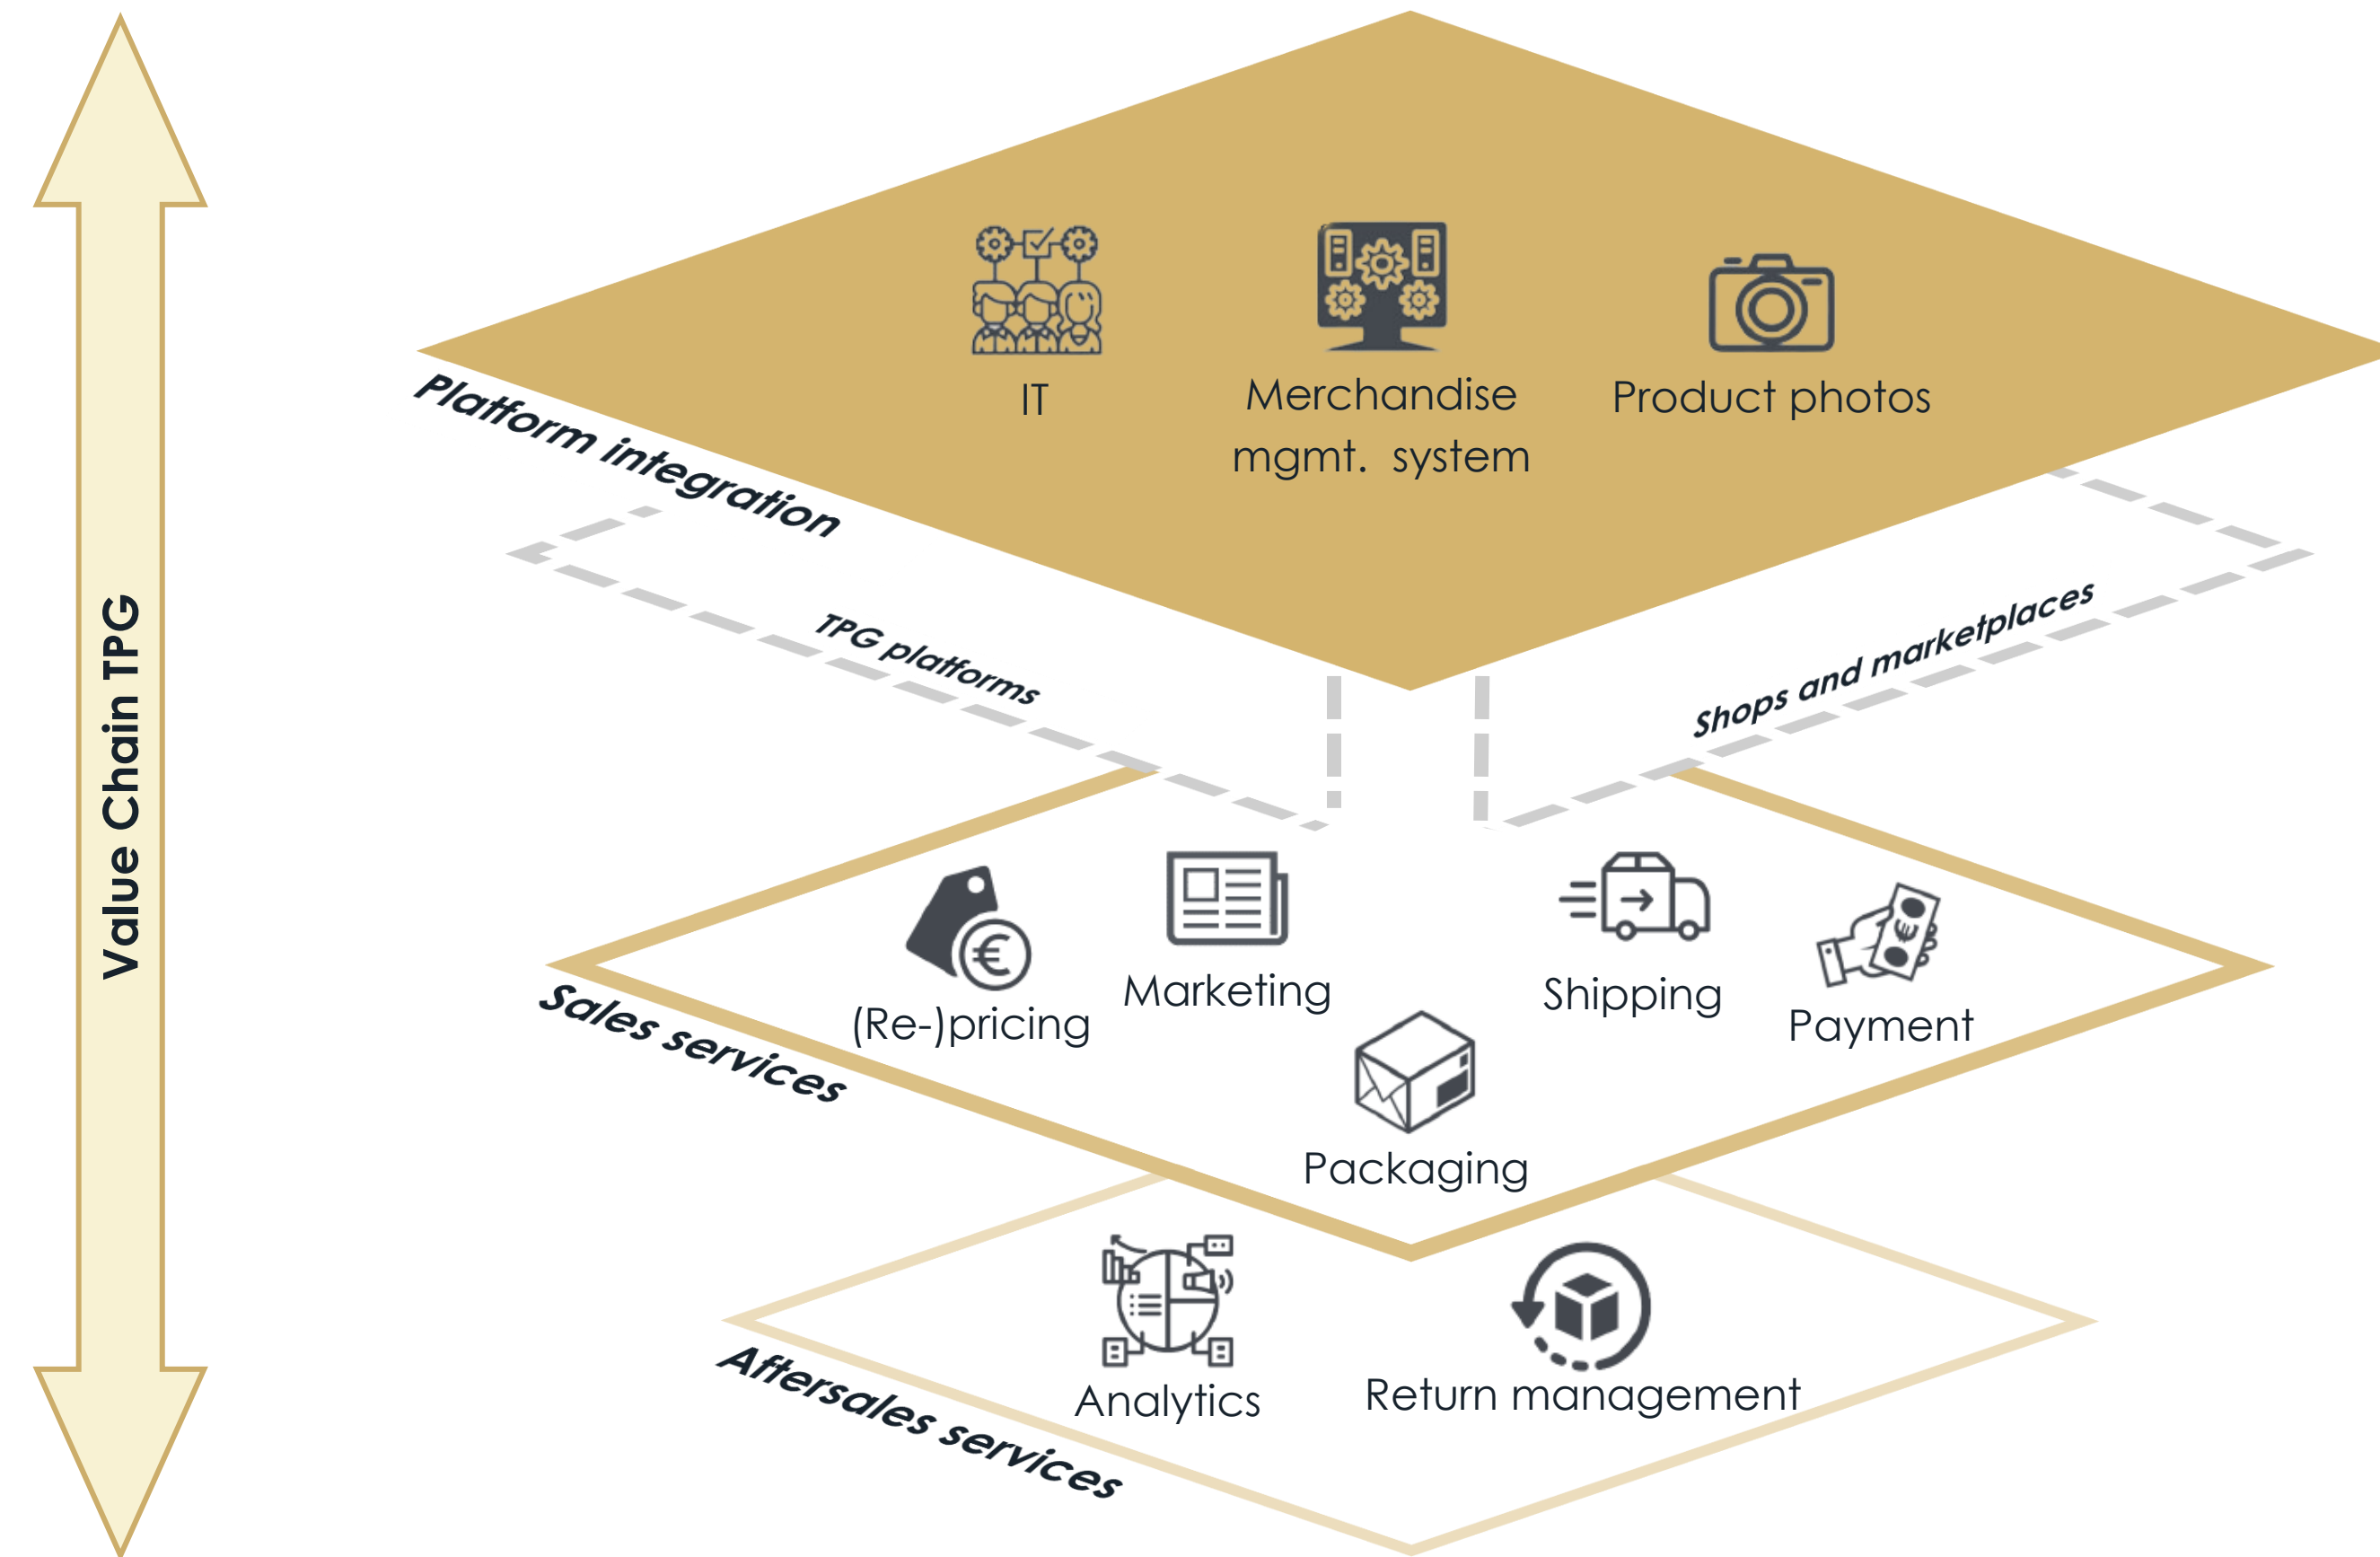 Value Chain TPG
IT
Merchandise
mgmt. system
Product photos
Platform integration
TPG platforms
Shops and marketplaces
(Re-)pricing
Marketing
Shipping
Payment
Packaging
Sales services
Analytics
Return management
Aftersales services